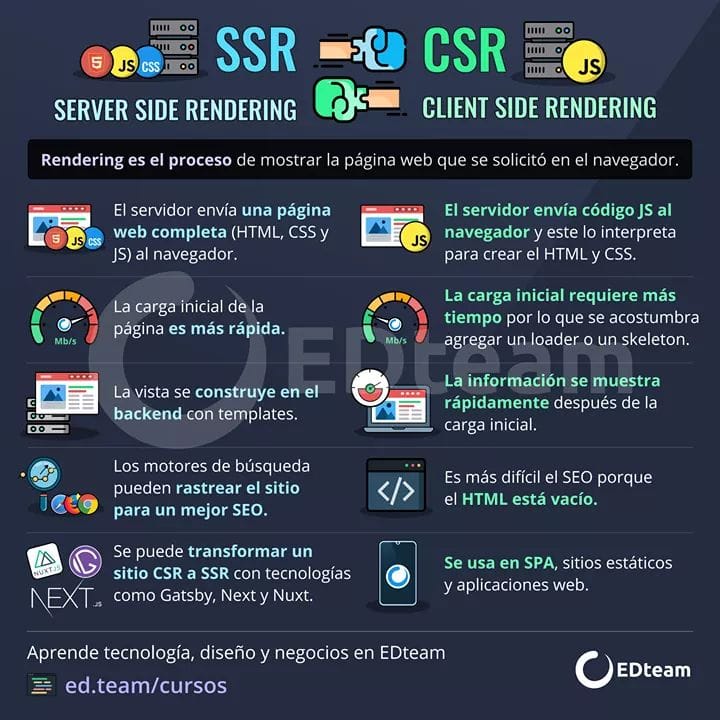 SSR
SERVER SIDE RENDERING
CSR
CLIENT SIDE RENDERING
5
JS
CSS
JS
Rendering es el proceso de mostrar la página web que se solicitó en el navegador.
5
JS
CSS
El servidor envía una página
web completa (HTML, CSS y
JS) al navegador.
JS
El servidor envía código JS al
navegador y este lo interpreta
para crear el HTML y CSS.
Mb/s
La carga inicial de la
página es más rápida.
Mb/s
La carga inicial requiere más
tiempo por lo que se acostumbra
agregar un loader o un skeleton.
EDteam
La vista se construye en el
backend con templates.
La información se muestra
rápidamente después de la
carga inicial.
Los motores de búsqueda
pueden rastrear el sitio
para un mejor SEO.
</>
Es más difícil el SEO porque
el HTML está vacío.
NUXTJS
NEXT.JS
Se puede transformar un
sitio CSR a SSR con tecnologías
como Gatsby, Next y Nuxt.
Se usa en SPA, sitios estáticos
y aplicaciones web.
Aprende tecnología, diseño y negocios en EDteam
ed.team/cursos
EDteam